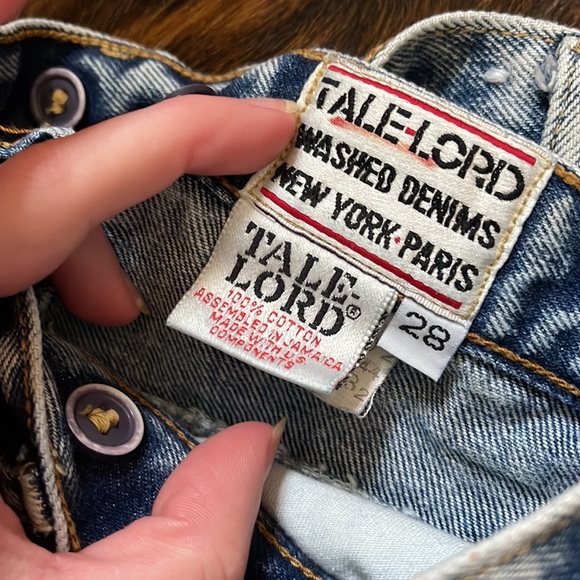 TALE-LORD
WASHED DENIMS
NEW YORK·PARIS
TALE-
LORD®
100% COTTON
ASSEMBLED IN JAMAICA
MADE WITH U.S
COMPONENTS
28